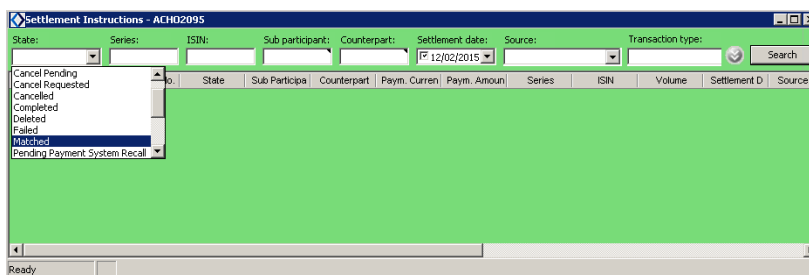 Settlement Instructions - ACHO2095
State: Series: ISIN: Sub participant: Counterpart: Settlement date: Source: Transaction type:
12/02/2015 Search
No. State Sub Participa Counterpart Paym. Curren Paym. Amoun Series ISIN Volume Settlement D Source
Cancel Pending
Cancel Requested
Cancelled
Completed
Deleted
Failed
Matched
Pending Payment System Recall
Ready